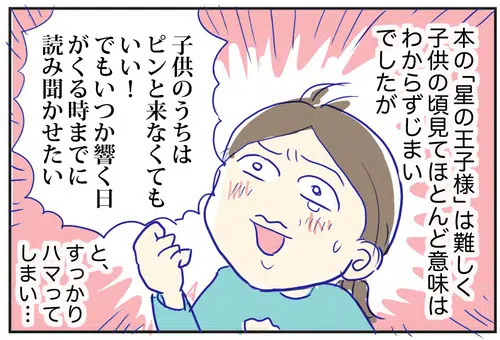 本の「星の王子様」は難しく
子供の頃見てほとんど意味は
わからずじまい
でしたが
子供のうちは
ピンと来なくても
いい！
でもいつか響く日
がくる時までに
読み聞かせたい
と、
すっかり
ハマって
しまい…